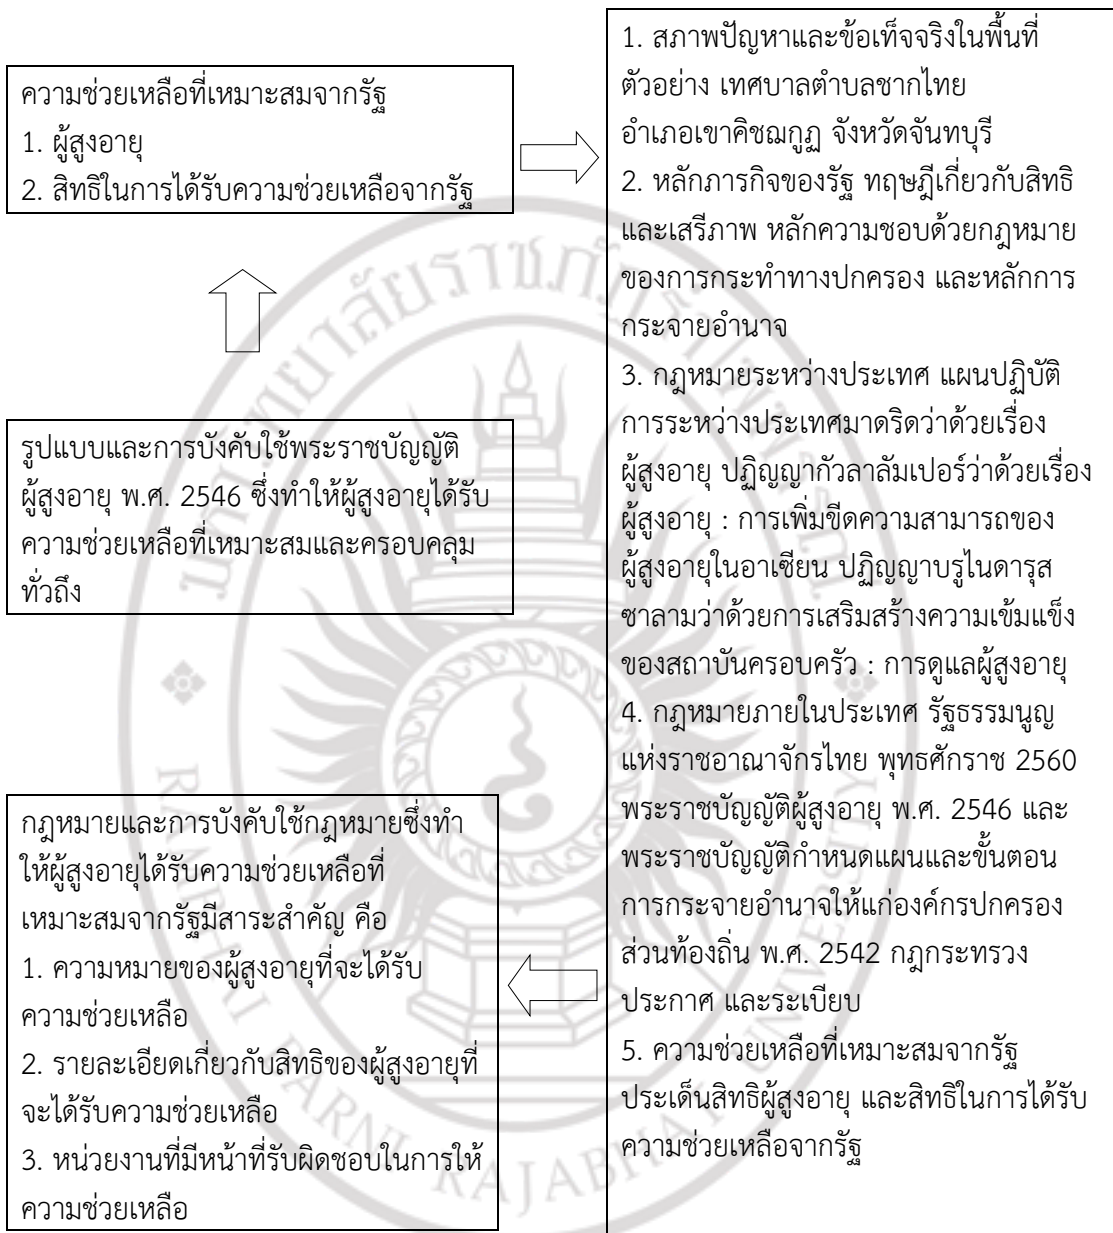 ความช่วยเหลือที่เหมาะสมจากรัฐ
1. ผู้สูงอายุ
2. สิทธิในการได้รับความช่วยเหลือจากรัฐ
รูปแบบและการบังคับใช้พระราชบัญญัติ
ผู้สูงอายุ พ.ศ. 2546 ซึ่งทำให้ผู้สูงอายุได้รับ
ความช่วยเหลือที่เหมาะสมและครอบคลุม
ทั่วถึง
กฎหมายและการบังคับใช้กฎหมายซึ่งทำ
ให้ผู้สูงอายุได้รับความช่วยเหลือที่
เหมาะสมจากรัฐมีสาระสำคัญ คือ
1. ความหมายของผู้สูงอายุที่จะได้รับ
ความช่วยเหลือ
2. รายละเอียดเกี่ยวกับสิทธิของผู้สูงอายุที่
จะได้รับความช่วยเหลือ
3. หน่วยงานที่มีหน้าที่รับผิดชอบในการให้
ความช่วยเหลือ
1. สภาพปัญหาและข้อเท็จจริงในพื้นที่
ตัวอย่าง เทศบาลตำบลชากไทย
อำเภอเขาคิชฌกูฏ จังหวัดจันทบุรี
2. หลักภารกิจของรัฐ ทฤษฎีเกี่ยวกับสิทธิ
และเสรีภาพ หลักความชอบด้วยกฎหมาย
ของการกระทำทางปกครอง และหลักการ
กระจายอำนาจ
3. กฎหมายระหว่างประเทศ แผนปฏิบัติ
การระหว่างประเทศมาดริดว่าด้วยเรื่อง
ผู้สูงอายุ ปฏิญญากัวลาลัมเปอร์ว่าด้วยเรื่อง
ผู้สูงอายุ : การเพิ่มขีดความสามารถของ
ผู้สูงอายุในอาเซียน ปฏิญญาบรูไนดารุส
ซาลามว่าด้วยการเสริมสร้างความเข้มแข็ง
ของสถาบันครอบครัว : การดูแลผู้สูงอายุ
4. กฎหมายภายในประเทศ รัฐธรรมนูญ
แห่งราชอาณาจักรไทย พุทธศักราช 2560
พระราชบัญญัติผู้สูงอายุ พ.ศ. 2546 และ
พระราชบัญญัติกำหนดแผนและขั้นตอน
การกระจายอำนาจให้แก่องค์กรปกครอง
ส่วนท้องถิ่น พ.ศ. 2542 กฎกระทรวง
ประกาศ และระเบียบ
5. ความช่วยเหลือที่เหมาะสมจากรัฐ
ประเด็นสิทธิผู้สูงอายุ และสิทธิในการได้รับ
ความช่วยเหลือจากรัฐ
มหาวิทยาลัยราชภัฏรำไพพรรณี
RAMBHAI BARNI RAJABHAT UNIVERSITY